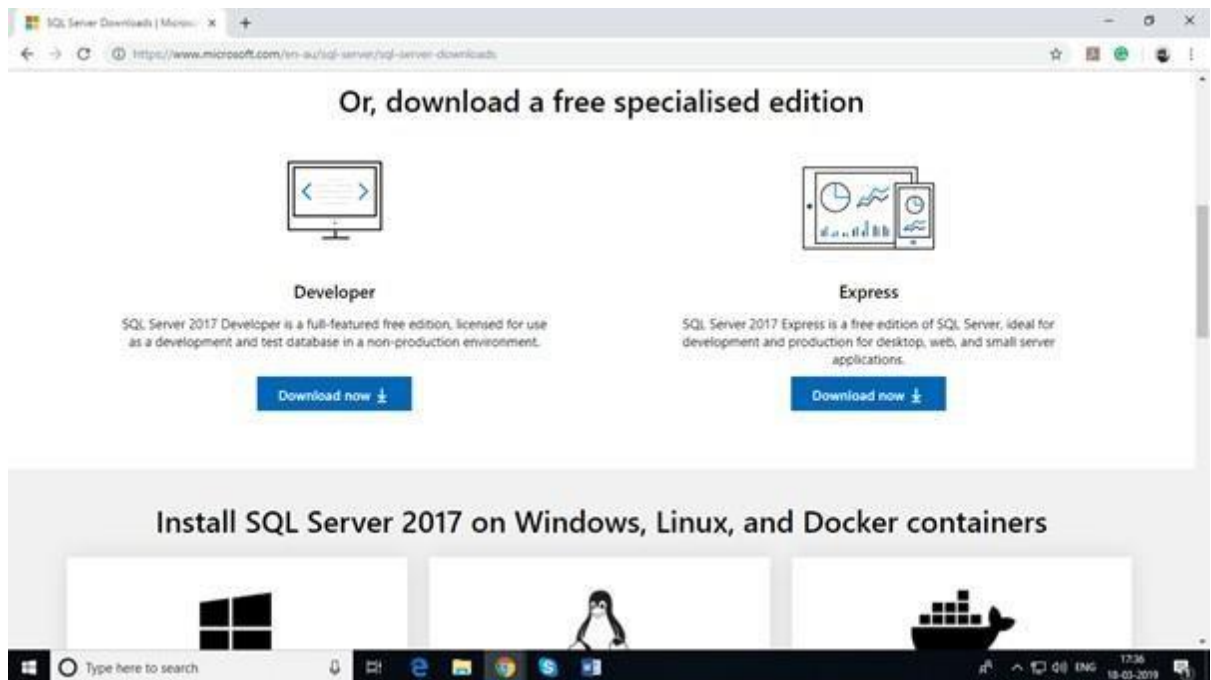 SQL Server Downloads | Micros
https://www.microsoft.com/en-au/sql-server/sql-server-downloads
Or, download a free specialised edition
Developer
SQL Server 2017 Developer is a full-featured free edition, licensed for use
as a development and test database in a non-production environment.
Download now
Express
SQL Server 2017 Express is a free edition of SQL Server, ideal for
development and production for desktop, web, and small server
applications.
Download now
Install SQL Server 2017 on Windows, Linux, and Docker containers
Type here to search
ENG
17:36
18-03-2019